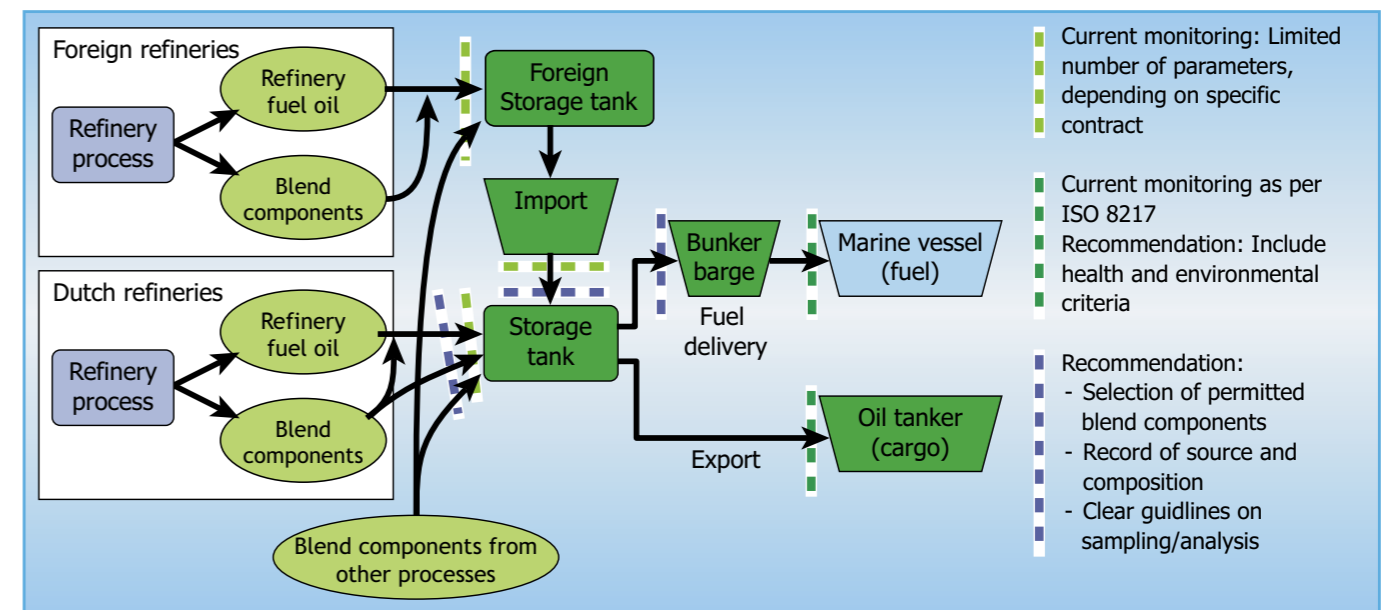 Foreign refineries
Refinery
process
Refinery
fuel oil
Blend
components
Foreign
Storage tank
Import
Dutch refineries
Refinery
process
Refinery
fuel oil
Blend
components
Storage
tank
Bunker
barge
Fuel
delivery
Marine vessel
(fuel)
Export
Oil tanker
(cargo)
Blend components from
other processes
Current monitoring: Limited
number of parameters,
depending on specific
contract
Current monitoring as per
ISO 8217
Recommendation: Include
health and environmental
criteria
Recommendation:
- Selection of permitted
blend components
- Record of source and
composition
- Clear guidlines on
sampling/analysis